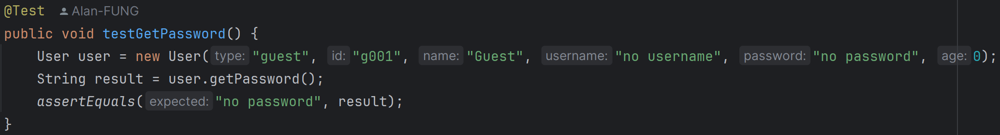 @Test Alan-FUNG
public void testGetPassword() {
User user = new User( type: "guest", id: "g001", name: "Guest", username: "no username", password: "no password", age: 0);
String result = user.getPassword();
assertEquals( expected: "no password", result);
}